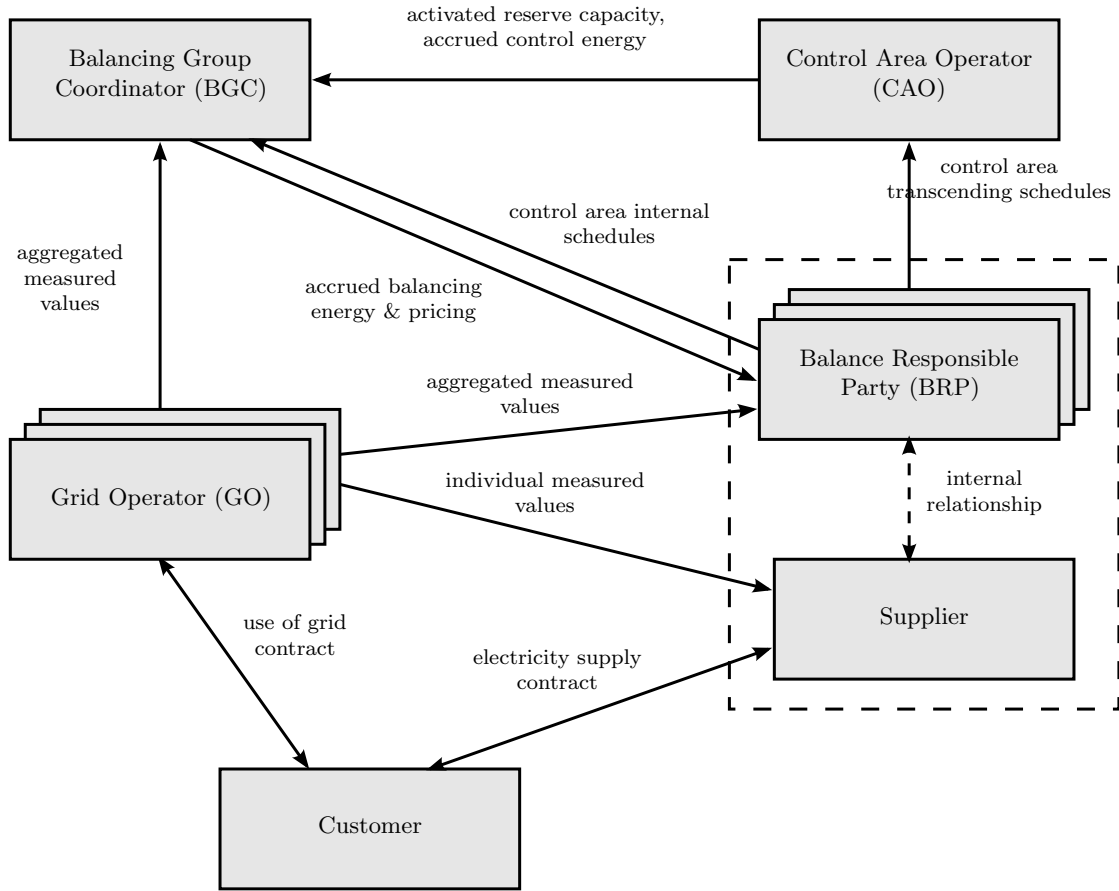 activated reserve capacity,
accrued control energy
Balancing Group
Coordinator (BGC)
Control Area Operator
(CAO)
control area
transcending schedules
control area internal
schedules
aggregated
measured
values
accrued balancing
energy & pricing
Balance Responsible
Party (BRP)
aggregated measured
values
Grid Operator (GO)
individual measured
values
internal
relationship
Supplier
use of grid
contract
electricity supply
contract
Customer